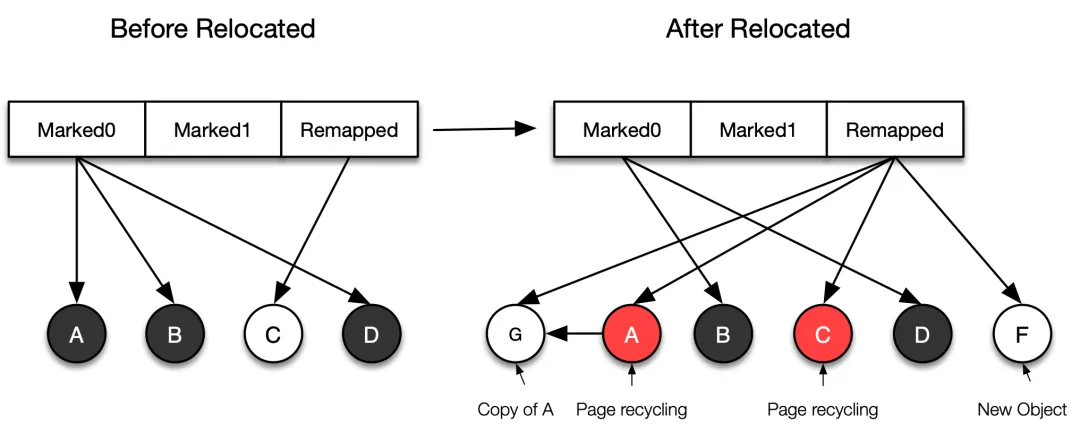 Before Relocated
After Relocated
Marked0 Marked1 Remapped
Marked0 Marked1 Remapped
A B C D
G A B C D F
Copy of A Page recycling Page recycling New Object